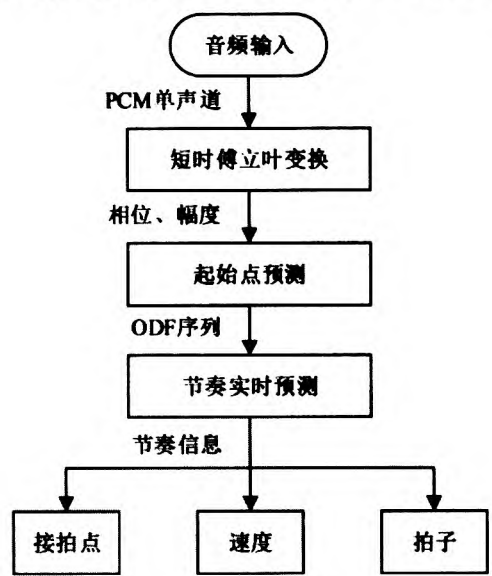 音频输入
PCM单声道
短时傅立叶变换
相位、幅度
起始点预测
ODF序列
节奏实时预测
节奏信息
接拍点
速度
拍子